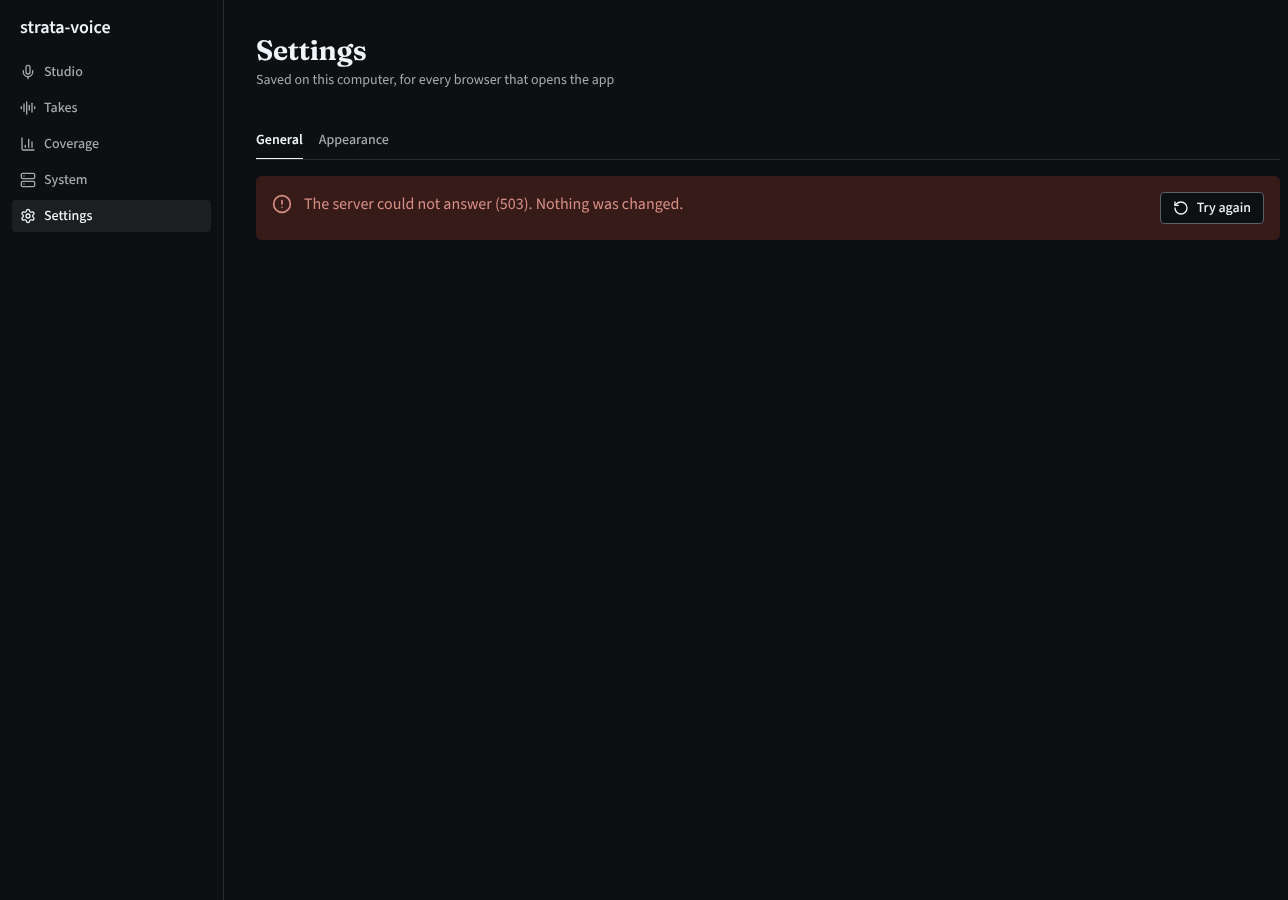 strata-voice
Studio
Takes
Coverage
System
Settings
Settings
Saved on this computer, for every browser that opens the app
General Appearance
The server could not answer (503). Nothing was changed.
Try again